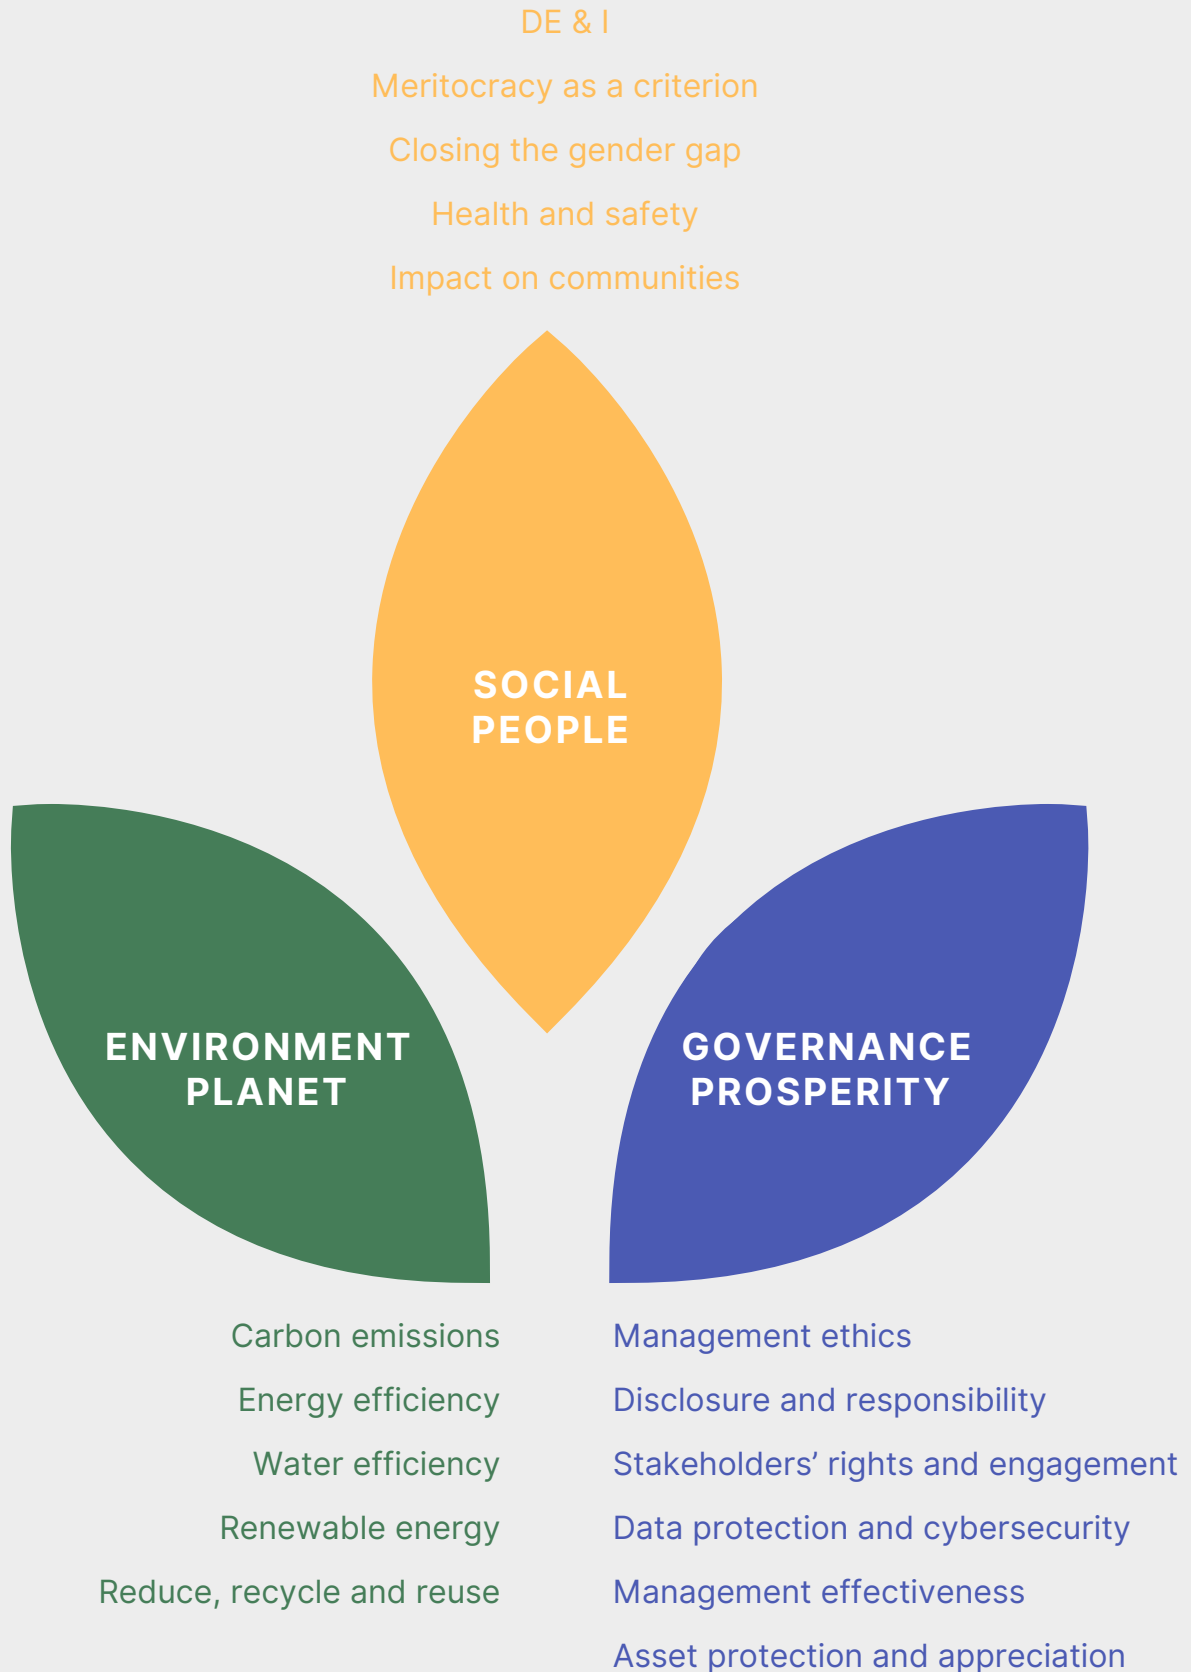 DE & I
Meritocracy as a criterion
Closing the gender gap
Health and safety
Impact on communities
SOCIAL
PEOPLE
ENVIRONMENT
PLANET
GOVERNANCE
PROSPERITY
Carbon emissions
Energy efficiency
Water efficiency
Renewable energy
Reduce, recycle and reuse
Management ethics
Disclosure and responsibility
Stakeholders’ rights and engagement
Data protection and cybersecurity
Management effectiveness
Asset protection and appreciation